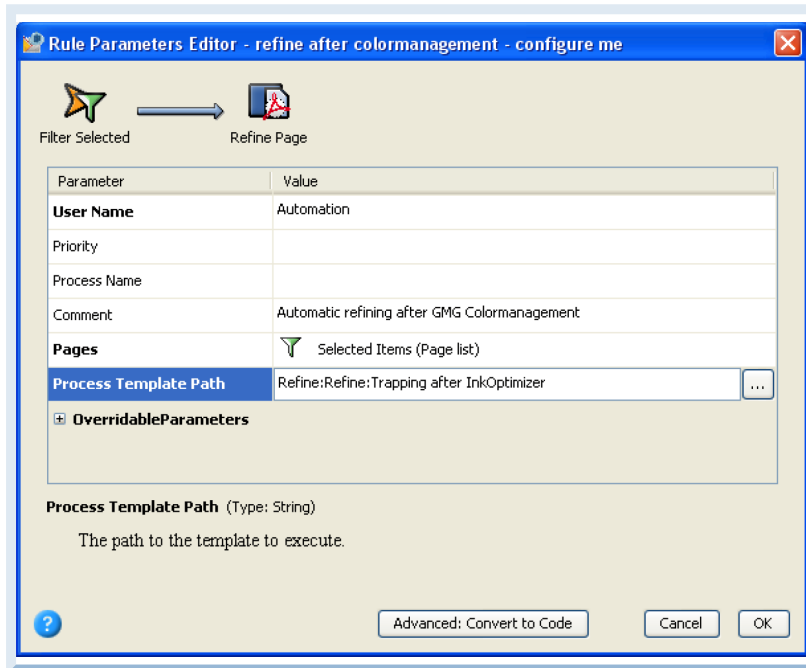 Rule Parameters Editor - refine after colormanagement - configure me
Filter Selected Refine Page
Parameter Value
User Name Automation
Priority
Process Name
Comment Automatic refining after GMG Colormanagement
Pages Selected Items (Page list)
Process Template Path Refine:Refine:Trapping after InkOptimizer ...
OverridableParameters
Process Template Path (Type: String)
The path to the template to execute.
? Advanced: Convert to Code Cancel OK